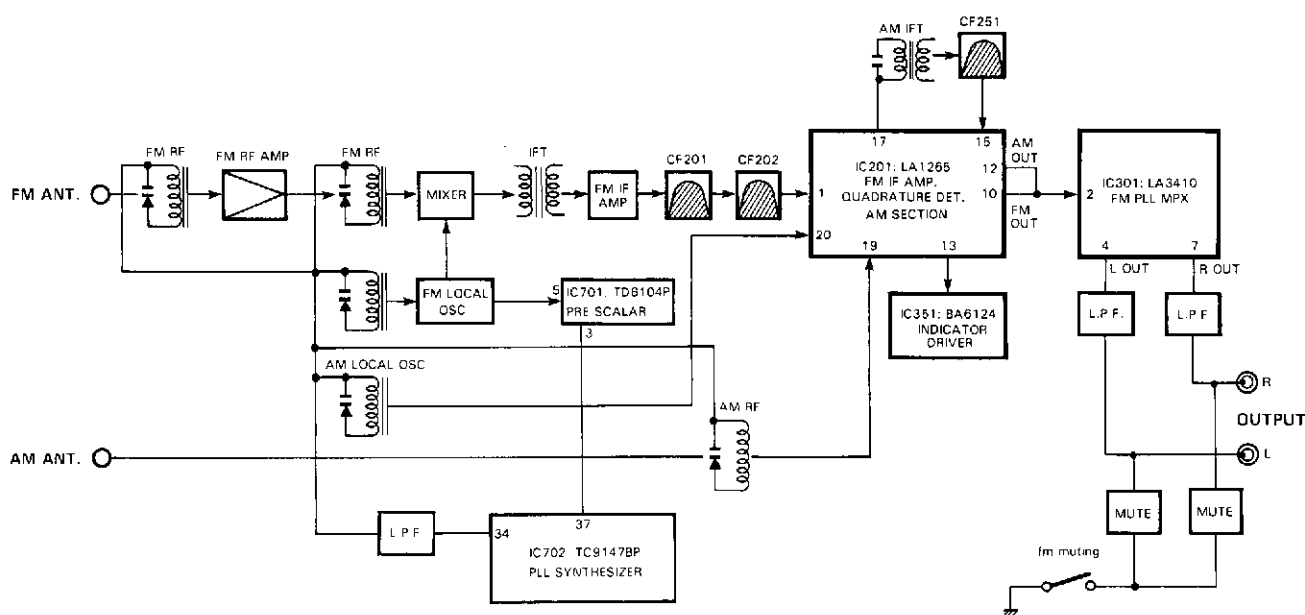 AM IFT
CF251
17
15
12
AM
OUT
IC201: LA1265
FM IF AMP.
QUADRATURE DET.
AM SECTION
1
10
FM
OUT
20
19
13
FM RF
FM RF AMP
FM RF
IFT
CF201
CF202
FM ANT.
MIXER
FM IF
AMP
IC301: LA3410
FM PLL MPX
2
4
7
L OUT
R OUT
FM LOCAL
OSC
5
IC701, TD6104P
PRE SCALAR
3
IC351: BA6124
INDICATOR
DRIVER
L.P.F.
L.P.F
AM LOCAL OSC
AM RF
R
OUTPUT
L
AM ANT.
MUTE
MUTE
L P F
34
37
IC702 TC9147BP
PLL SYNTHESIZER
fm muting